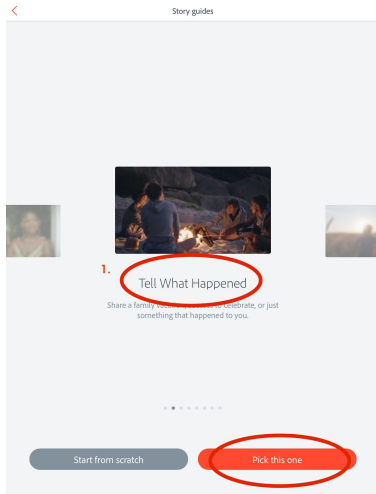 Story guides
1.
Tell What Happened
Share a family to celebrate, or just
something that happened to you.
Start from scratch
Pick this one